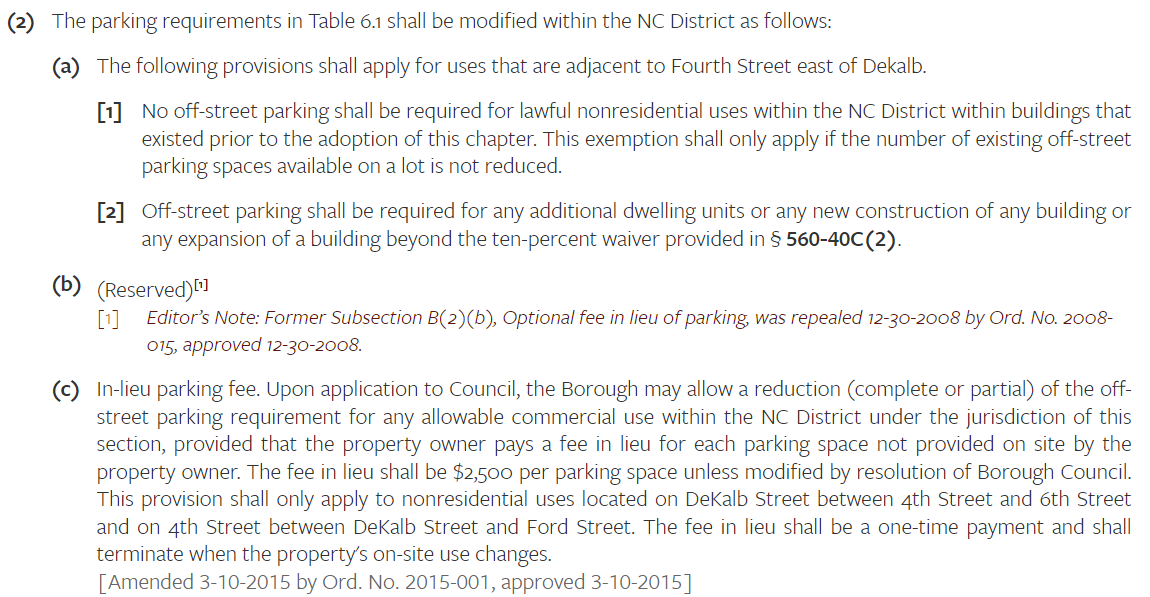 (2) The parking requirements in Table 6.1 shall be modified within the NC District as follows:
(a) The following provisions shall apply for uses that are adjacent to Fourth Street east of Dekalb.
[1] No off-street parking shall be required for lawful nonresidential uses within the NC District within buildings that
existed prior to the adoption of this chapter. This exemption shall only apply if the number of existing off-street
parking spaces available on a lot is not reduced.
[2] Off-street parking shall be required for any additional dwelling units or any new construction of any building or
any expansion of a building beyond the ten-percent waiver provided in § 560-40C(2).
(b) (Reserved)[1]
[1] Editor's Note: Former Subsection B(2)(b), Optional fee in lieu of parking, was repealed 12-30-2008 by Ord. No. 2008-
015, approved 12-30-2008.
(c) In-lieu parking fee. Upon application to Council, the Borough may allow a reduction (complete or partial) of the off-
street parking requirement for any allowable commercial use within the NC District under the jurisdiction of this
section, provided that the property owner pays a fee in lieu for each parking space not provided on site by the
property owner. The fee in lieu shall be $2,500 per parking space unless modified by resolution of Borough Council.
This provision shall only apply to nonresidential uses located on DeKalb Street between 4th Street and 6th Street
and on 4th Street between DeKalb Street and Ford Street. The fee in lieu shall be a one-time payment and shall
terminate when the property's on-site use changes.
[Amended 3-10-2015 by Ord. No. 2015-001, approved 3-10-2015]